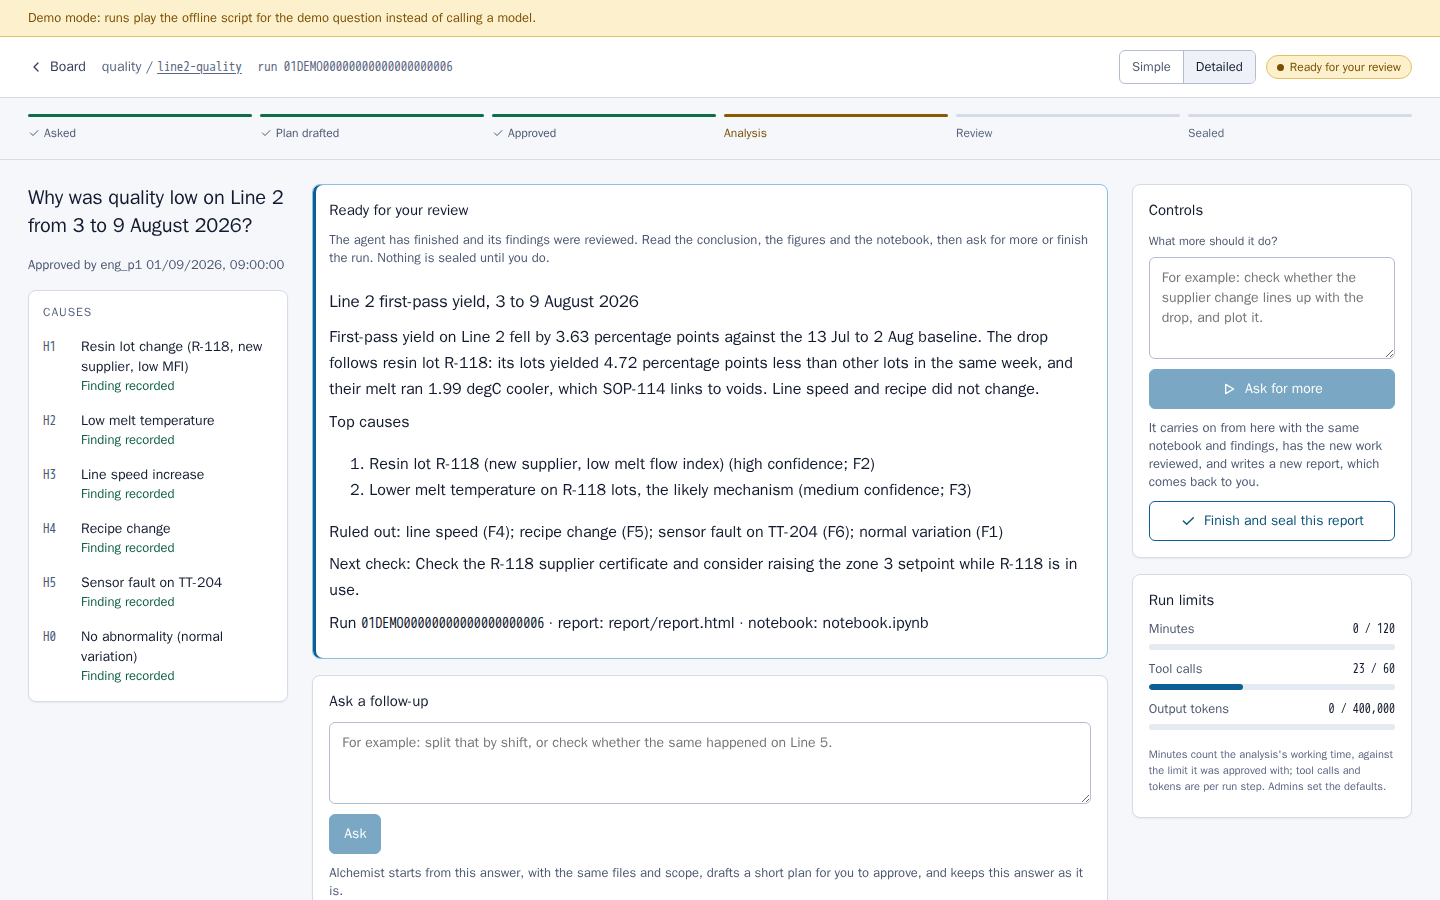 Demo mode: runs play the offline script for the demo question instead of calling a model.
Board quality / line2-quality run 01DEMO00000000000000000006
Simple Detailed Ready for your review
Asked Plan drafted Approved Analysis Review Sealed
Why was quality low on Line 2
from 3 to 9 August 2026?
Approved by eng_p1 01/09/2026, 09:00:00
CAUSES
H1 Resin lot change (R-118, new
supplier, low MFI)
Finding recorded
H2 Low melt temperature
Finding recorded
H3 Line speed increase
Finding recorded
H4 Recipe change
Finding recorded
H5 Sensor fault on TT-204
Finding recorded
H0 No abnormality (normal
variation)
Finding recorded
Ready for your review
The agent has finished and its findings were reviewed. Read the conclusion, the figures and the notebook, then ask for more or finish
the run. Nothing is sealed until you do.
Line 2 first-pass yield, 3 to 9 August 2026
First-pass yield on Line 2 fell by 3.63 percentage points against the 13 Jul to 2 Aug baseline. The drop
follows resin lot R-118: its lots yielded 4.72 percentage points less than other lots in the same week, and
their melt ran 1.99 degC cooler, which SOP-114 links to voids. Line speed and recipe did not change.
Top causes
1. Resin lot R-118 (new supplier, low melt flow index) (high confidence; F2)
2. Lower melt temperature on R-118 lots, the likely mechanism (medium confidence; F3)
Ruled out: line speed (F4); recipe change (F5); sensor fault on TT-204 (F6); normal variation (F1)
Next check: Check the R-118 supplier certificate and consider raising the zone 3 setpoint while R-118 is in
use.
Run 01DEMO00000000000000000006 · report: report/report.html · notebook: notebook.ipynb
Ask a follow-up
For example: split that by shift, or check whether the same happened on Line 5.
Ask
Alchemist starts from this answer, with the same files and scope, drafts a short plan for you to approve, and keeps this answer as it
is.
Controls
What more should it do?
For example: check whether the
supplier change lines up with the
drop, and plot it.
Ask for more
It carries on from here with the same
notebook and findings, has the new work
reviewed, and writes a new report, which
comes back to you.
Finish and seal this report
Run limits
Minutes 0 / 120
Tool calls 23 / 60
Output tokens 0 / 400,000
Minutes count the analysis's working time, against
the limit it was approved with; tool calls and
tokens are per run step. Admins set the defaults.